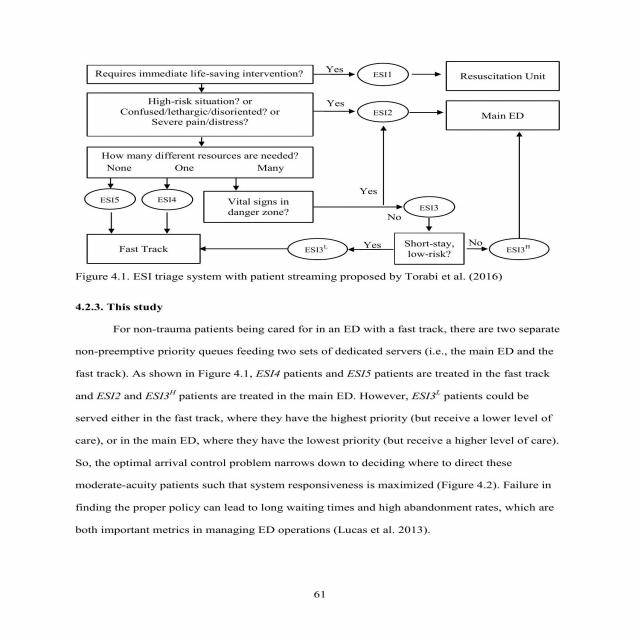 Requires immediate life-saving intervention?
Yes
ESI1
Resuscitation Unit
High-risk situation? or
Confused/lethargic/disoriented? or
Severe pain/distress?
Yes
ESI2
Main ED
How many different resources are needed?
None One Many
ESI5
ESI4
Vital signs in
danger zone?
Yes
No
ESI3
Fast Track
ESI3L
Yes
Short-stay,
low-risk?
No
ESI3H
Figure 4.1. ESI triage system with patient streaming proposed by Torabi et al. (2016)
4.2.3. This study
For non-trauma patients being cared for in an ED with a fast track, there are two separate
non-preemptive priority queues feeding two sets of dedicated servers (i.e., the main ED and the
fast track). As shown in Figure 4.1, ESI4 patients and ESI5 patients are treated in the fast track
and ESI2 and ESI3H patients are treated in the main ED. However, ESI3L patients could be
served either in the fast track, where they have the highest priority (but receive a lower level of
care), or in the main ED, where they have the lowest priority (but receive a higher level of care).
So, the optimal arrival control problem narrows down to deciding where to direct these
moderate-acuity patients such that system responsiveness is maximized (Figure 4.2). Failure in
finding the proper policy can lead to long waiting times and high abandonment rates, which are
both important metrics in managing ED operations (Lucas et al. 2013).
61